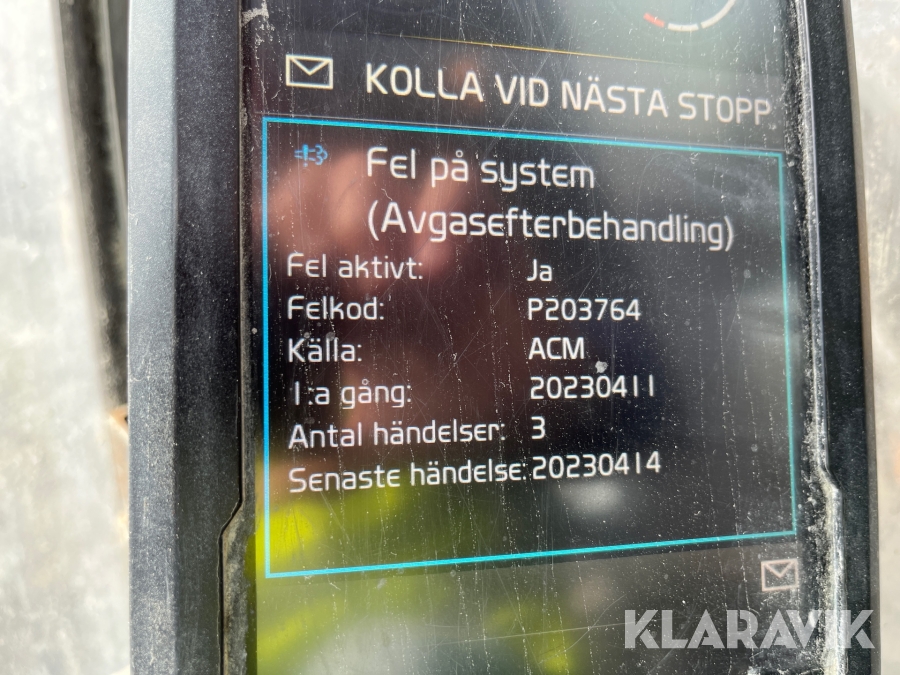 KOLLA VID NÄSTA STOPP
Fel på system
(Avgasefterbehandling)
Fel aktivt: Ja
Felkod: P203764
Källa: ACM
1:a gång: 20230411
Antal händelser: 3
Senaste händelse: 20230414
KLARAVIK